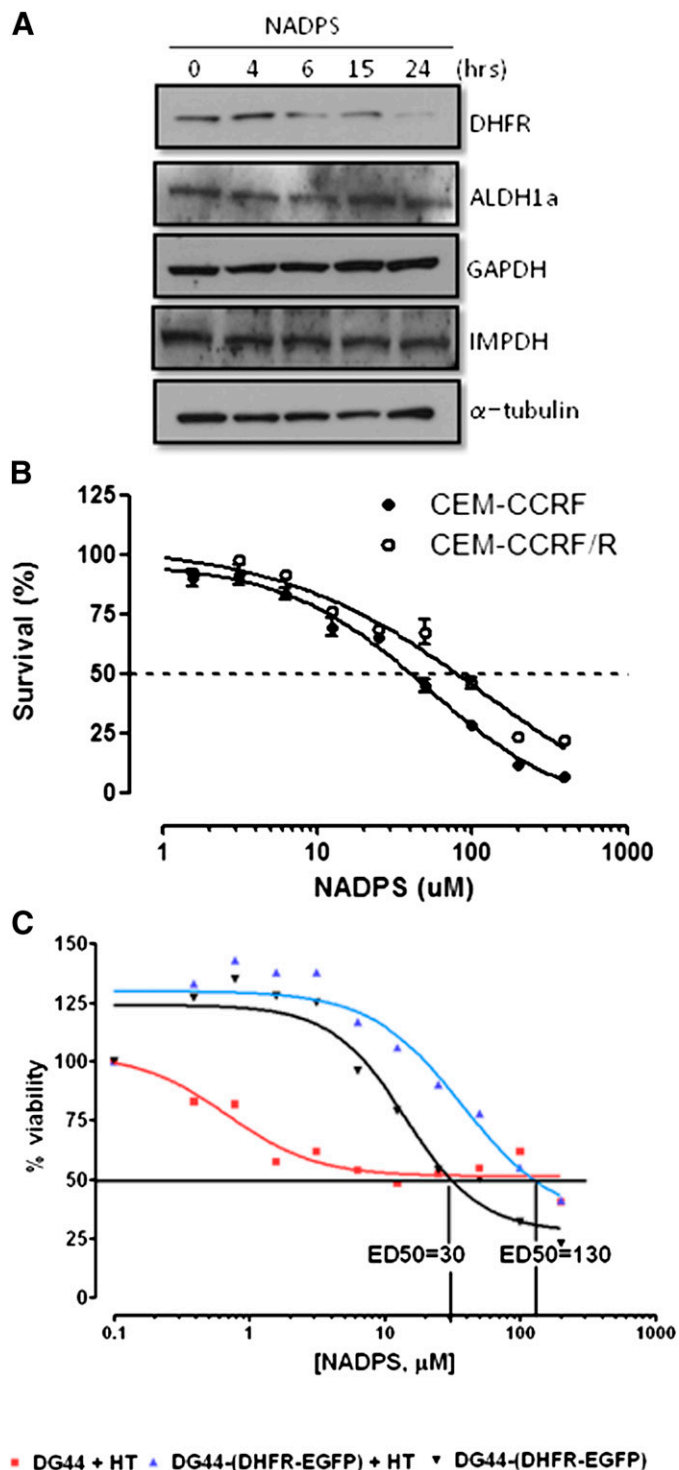 A
NADPS
0 4 6 15 24 (hrs)
DHFR
ALDH1a
GAPDH
IMPDH
α-tubulin
B
125
100
75
50
25
0
Survival (%)
CEM-CCRF
CEM-CCRF/R
1 10 100 1000
NADPS (uM)
C
150
125
100
75
50
25
0
% viability
ED50=30 ED50=130
0.1 1 10 100 1000
[NADPS, µM]
DG44 + HT DG44-(DHFR-EGFP) + HT DG44-(DHFR-EGFP)